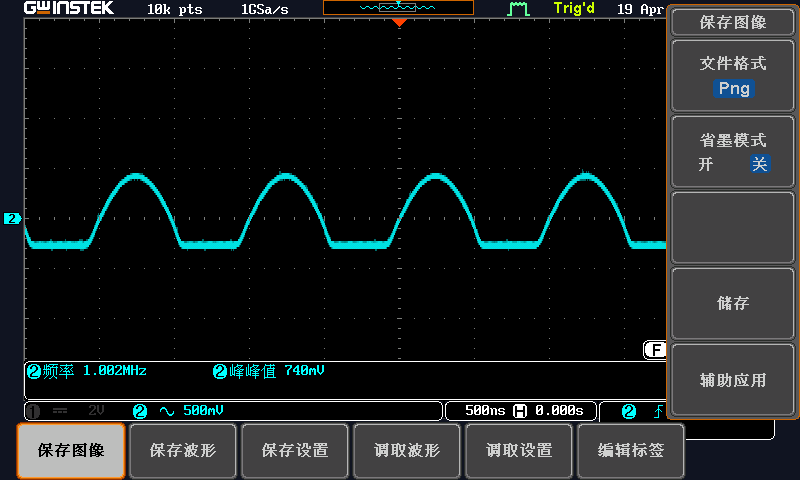 GWINSTEK 10k pts 1GSa/s Trig'd 19 Apr
保存图像
文件格式
Png
省墨模式
开 关
2
储存
F
辅助应用
2频率 1.002MHz 2峰峰值 740mV
1 2V 2 500mV 500ns H 0.000s 2
保存图像 保存波形 保存设置 调取波形 调取设置 编辑标签